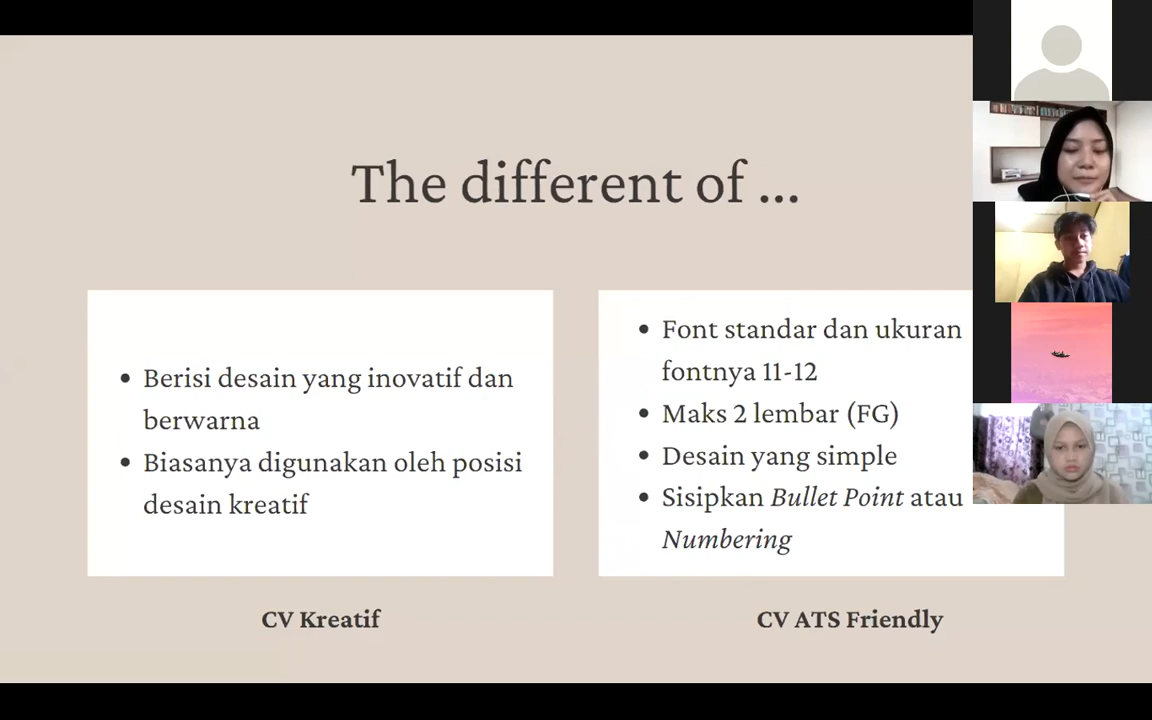 The different of ...
Berisi desain yang inovatif dan
berwarna
Biasanya digunakan oleh posisi
desain kreatif
CV Kreatif
Font standar dan ukuran
fontnya 11-12
Maks 2 lembar (FG)
Desain yang simple
Sisipkan Bullet Point atau
Numbering
CV ATS Friendly